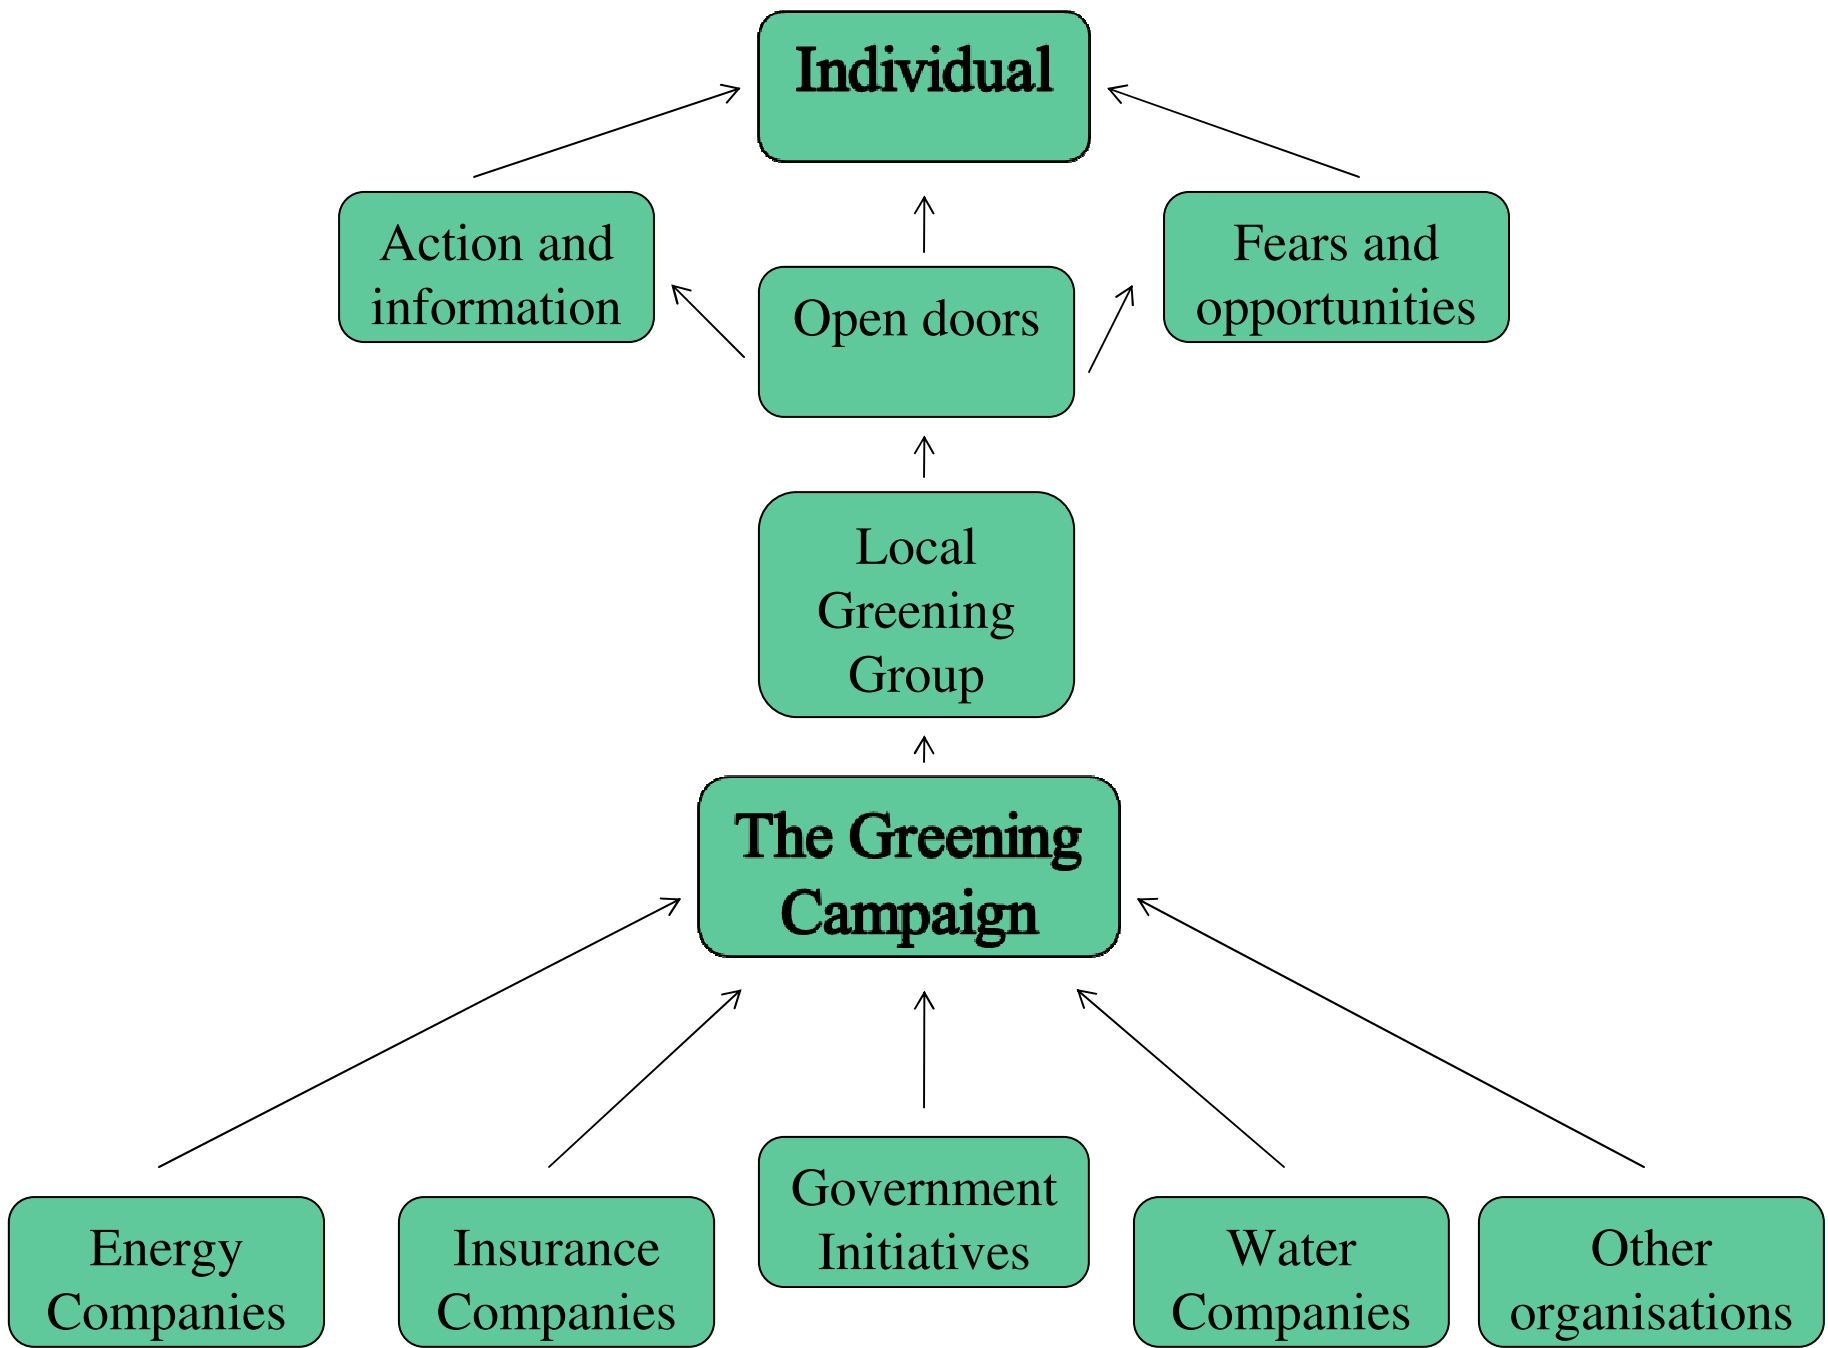 Individual
Action and
information
Open doors
Fears and
opportunities
Local
Greening
Group
The Greening
Campaign
Energy
Companies
Insurance
Companies
Government
Initiatives
Water
Companies
Other
organisations